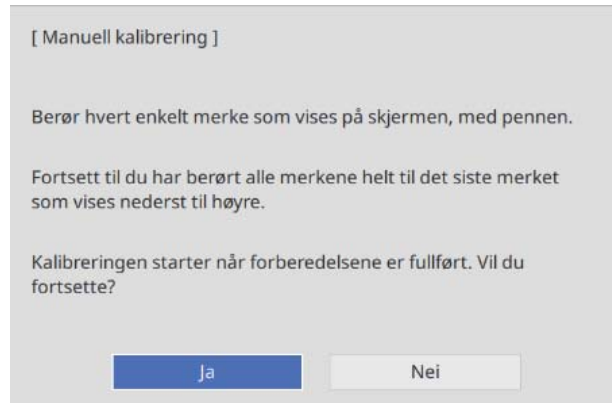 [ Manuell kalibrering ]
Berør hvert enkelt merke som vises på skjermen, med pennen.
Fortsett til du har berørt alle merkene helt til det siste merket
som vises nederst til høyre.
Kalibreringen starter når forberedelsene er fullført. Vil du
fortsette?
Ja
Nei